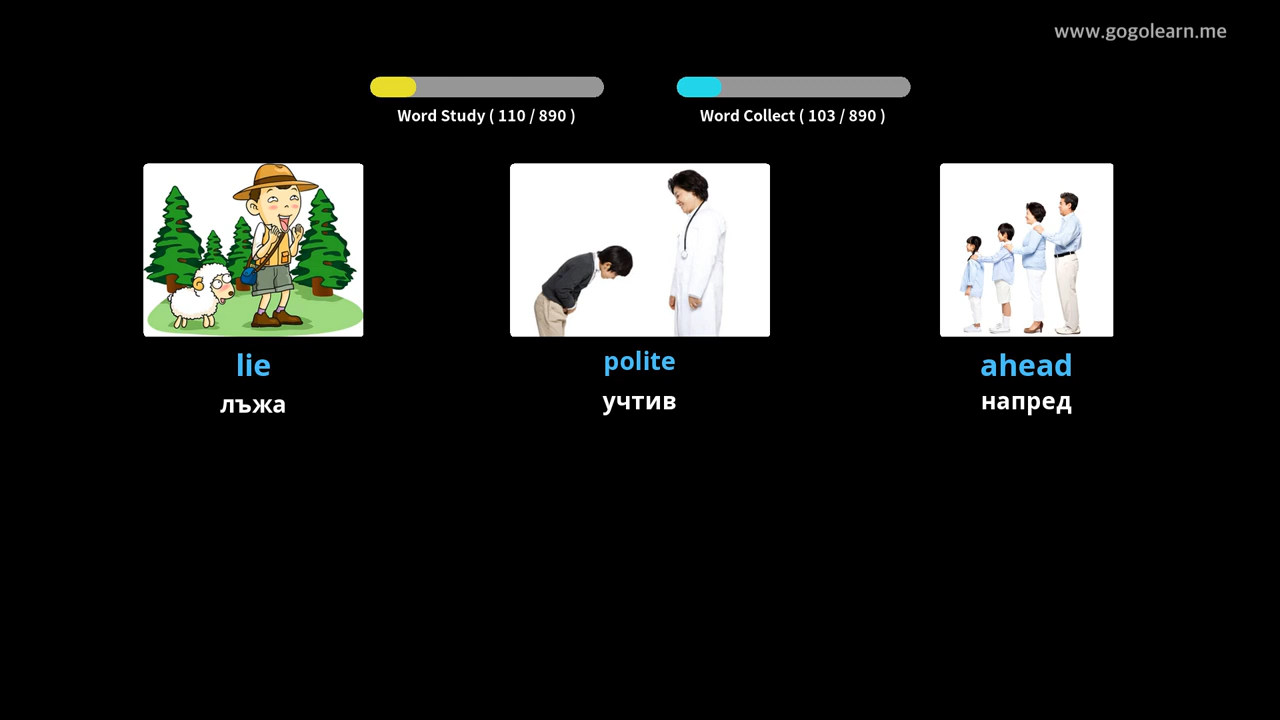 www.gogolearn.me
Word Study ( 110 / 890 )
Word Collect ( 103 / 890 )
lie
polite
ahead
лъжа
учтив
напред